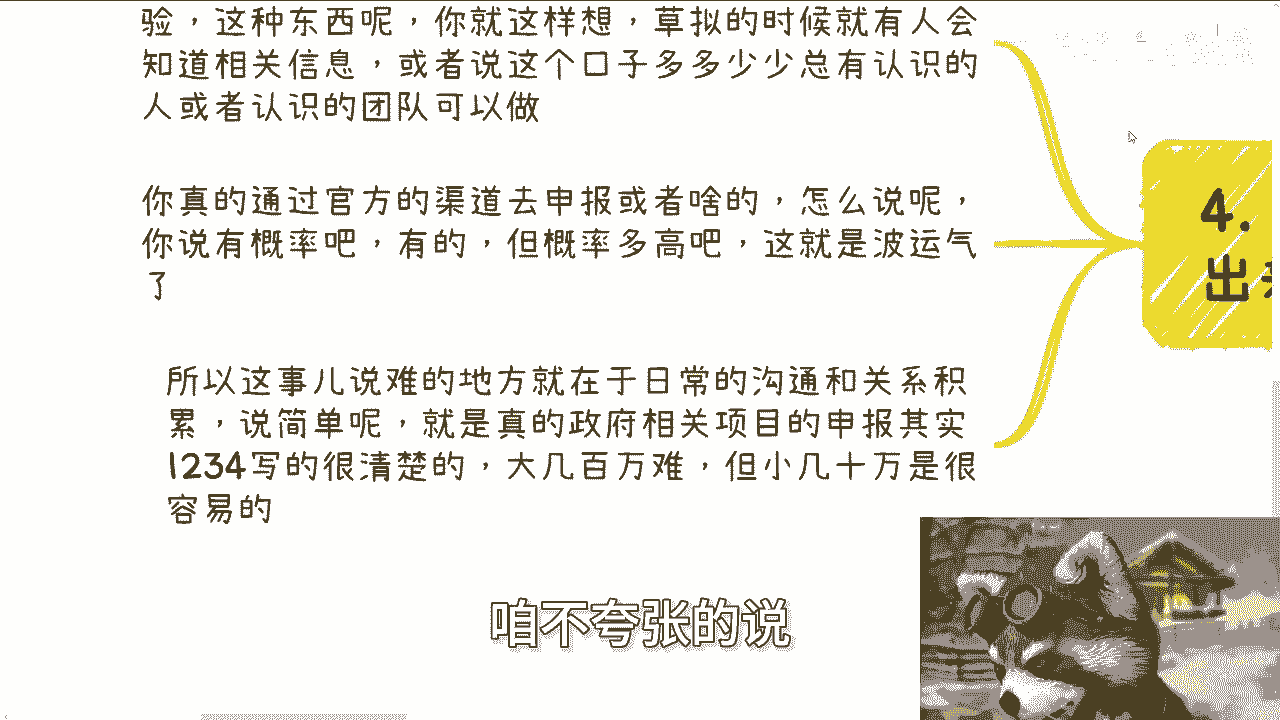 验，这种东西呢，你就这样想，草拟的时候就有人会
知道相关信息，或者说这个口子多多少少总有认识的
人或者认识的团队可以做
你真的通过官方的渠道去申报或者啥的，怎么说呢，
你说有概率吧，有的，但概率多高吧，这就是波运气
了
所以这事儿说难的地方就在于日常的沟通和关系积
累，说简单呢，就是真的政府相关项目的申报其实
1234写的很清楚的，大几百万难，但小几十万是很
容易的
4.
出
咱不夸张的说